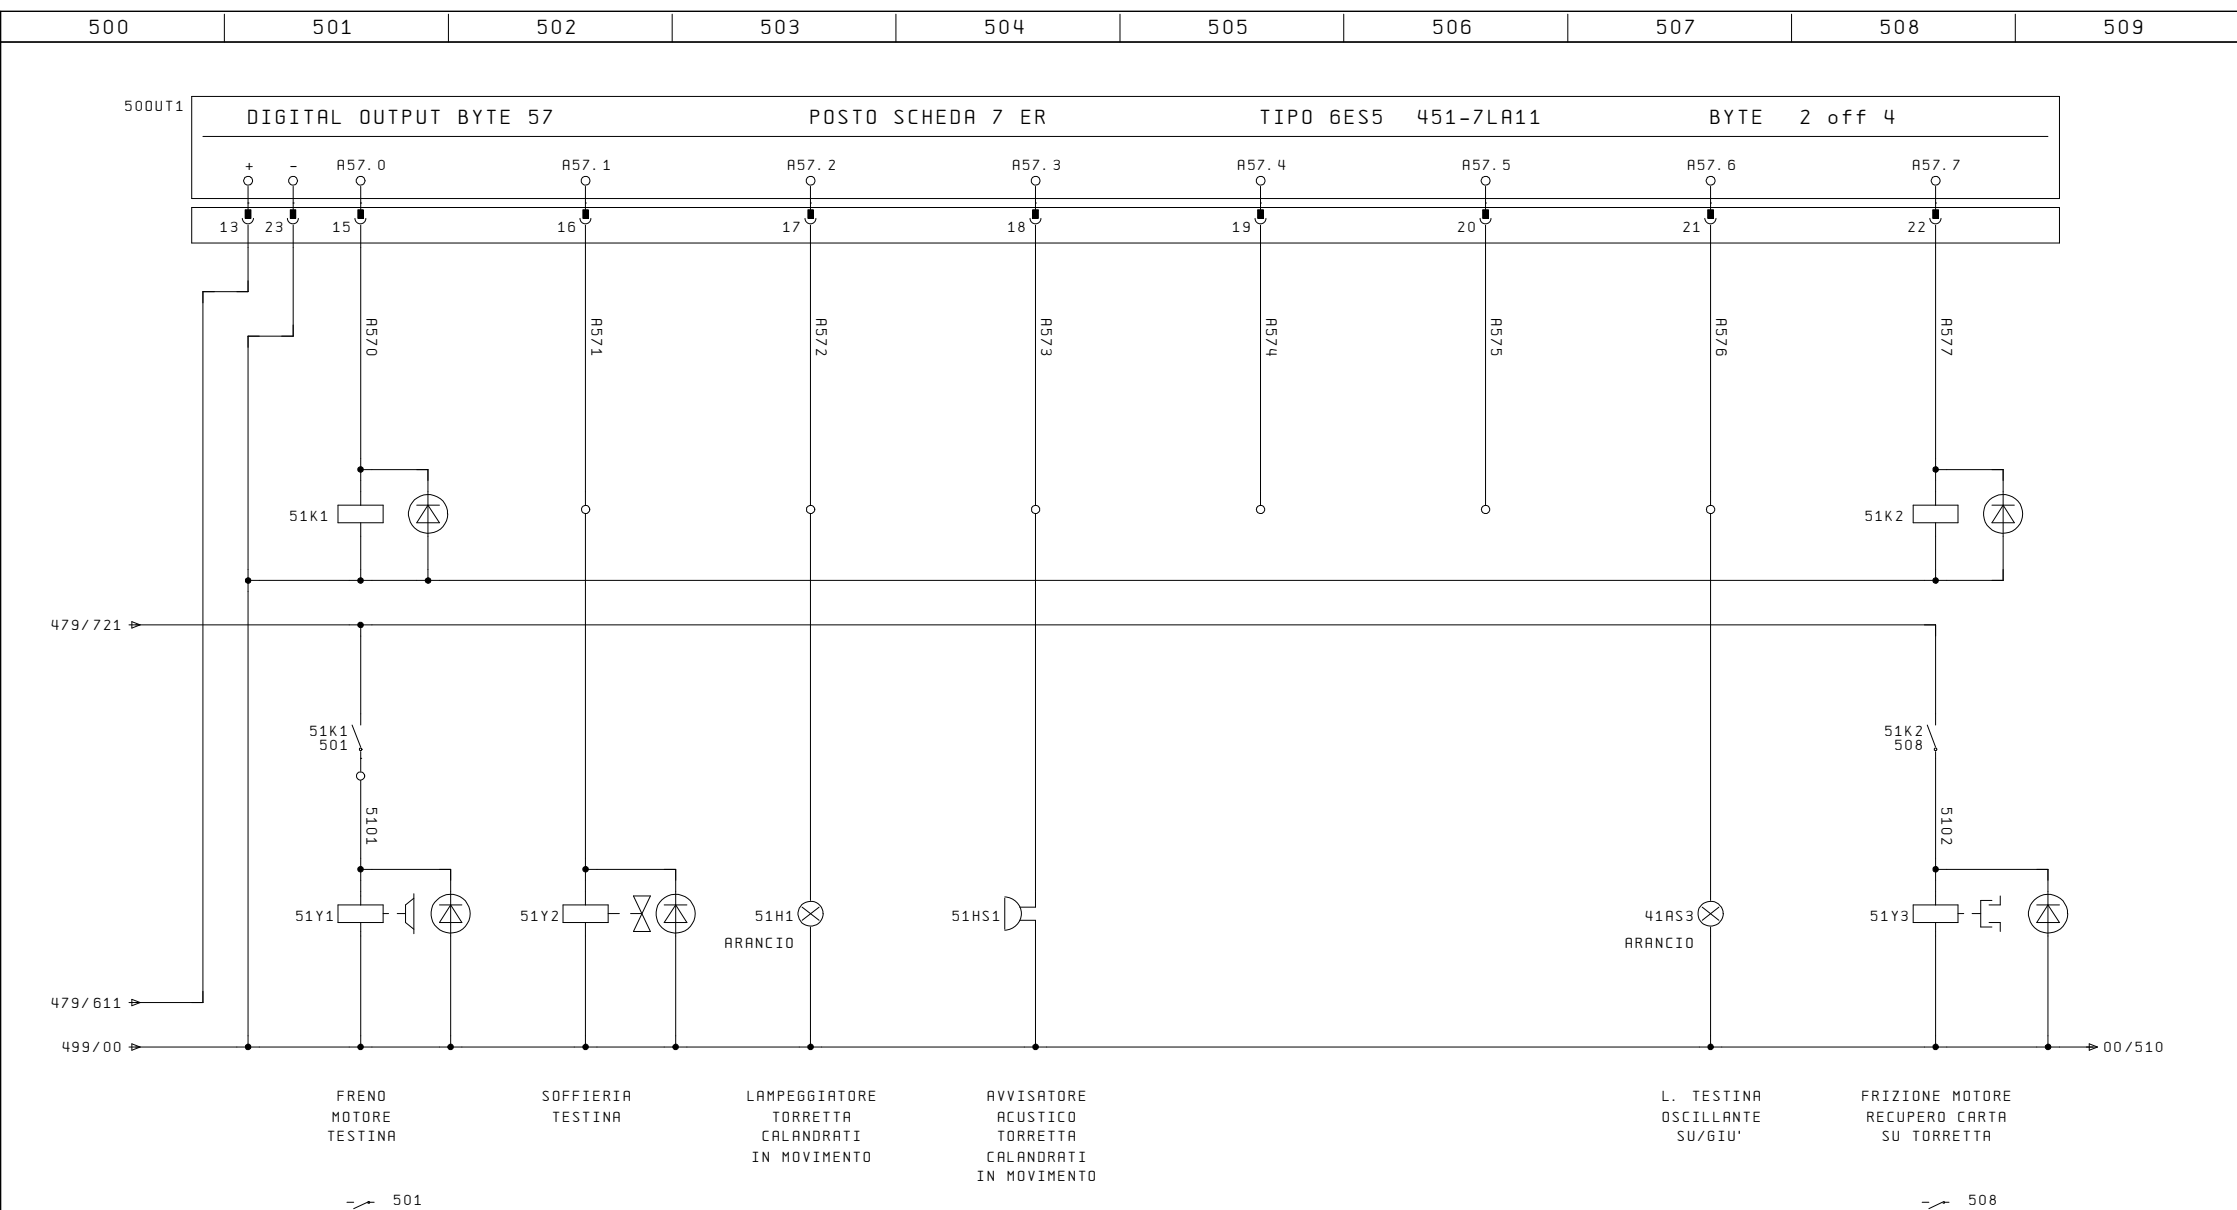 500 501 502 503 504 505 506 507 508 509
500UT1
DIGITAL OUTPUT BYTE 57 POSTO SCHEDA 7 ER TIPO 6ES5 451-7LA11 BYTE 2 off 4
+ - A57.0 A57.1 A57.2 A57.3 A57.4 A57.5 A57.6 A57.7
13 23 15 16 17 18 19 20 21 22
A570 A571 A572 A573 A574 A575 A576 A577
51K1 51K2
479/721
51K1 51K2
501 508
5101 5102
51Y1 51Y2 51H1 51HS1 41AS3 51Y3
ARANCIO ARANCIO
479/611
499/00 00/510
FRENO
MOTORE
TESTINA
SOFFIERIA
TESTINA
LAMPEGGIATORE
TORRETTA
CALANDRATI
IN MOVIMENTO
AVVISATORE
ACUSTICO
TORRETTA
CALANDRATI
IN MOVIMENTO
L. TESTINA
OSCILLANTE
SU/GIU'
FRIZIONE MOTORE
RECUPERO CARTA
SU TORRETTA
501 508